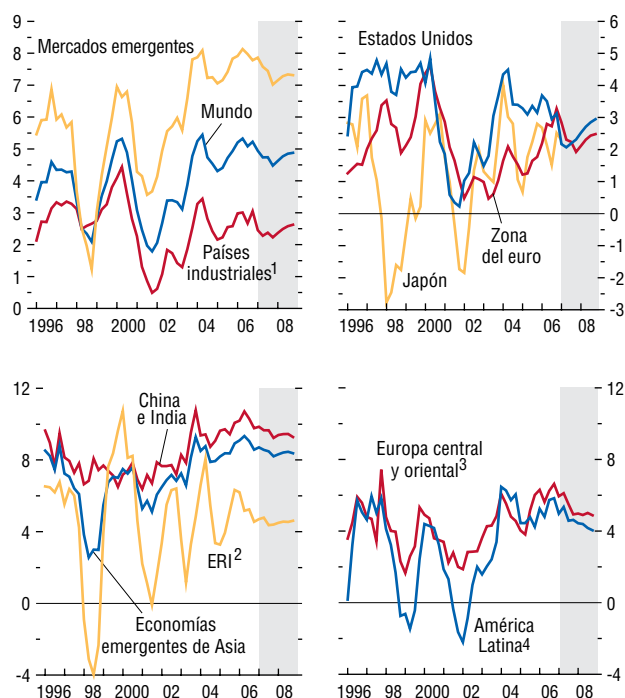 9
8
7
6
5
4
3
2
1
0
Mercados emergentes
Mundo
Países
industriales1
1996 98 2000 02 04 06 08
6
5
4
3
2
1
0
-1
-2
-3
Estados Unidos
Zona
del euro
Japón
1996 98 2000 02 04 06 08
12
8
4
0
-4
China
e India
ERI2
Economías
emergentes de Asia
1996 98 2000 02 04 06 08
12
8
4
0
-4
Europa central
y oriental3
América
Latina4
1996 98 2000 02 04 06 08